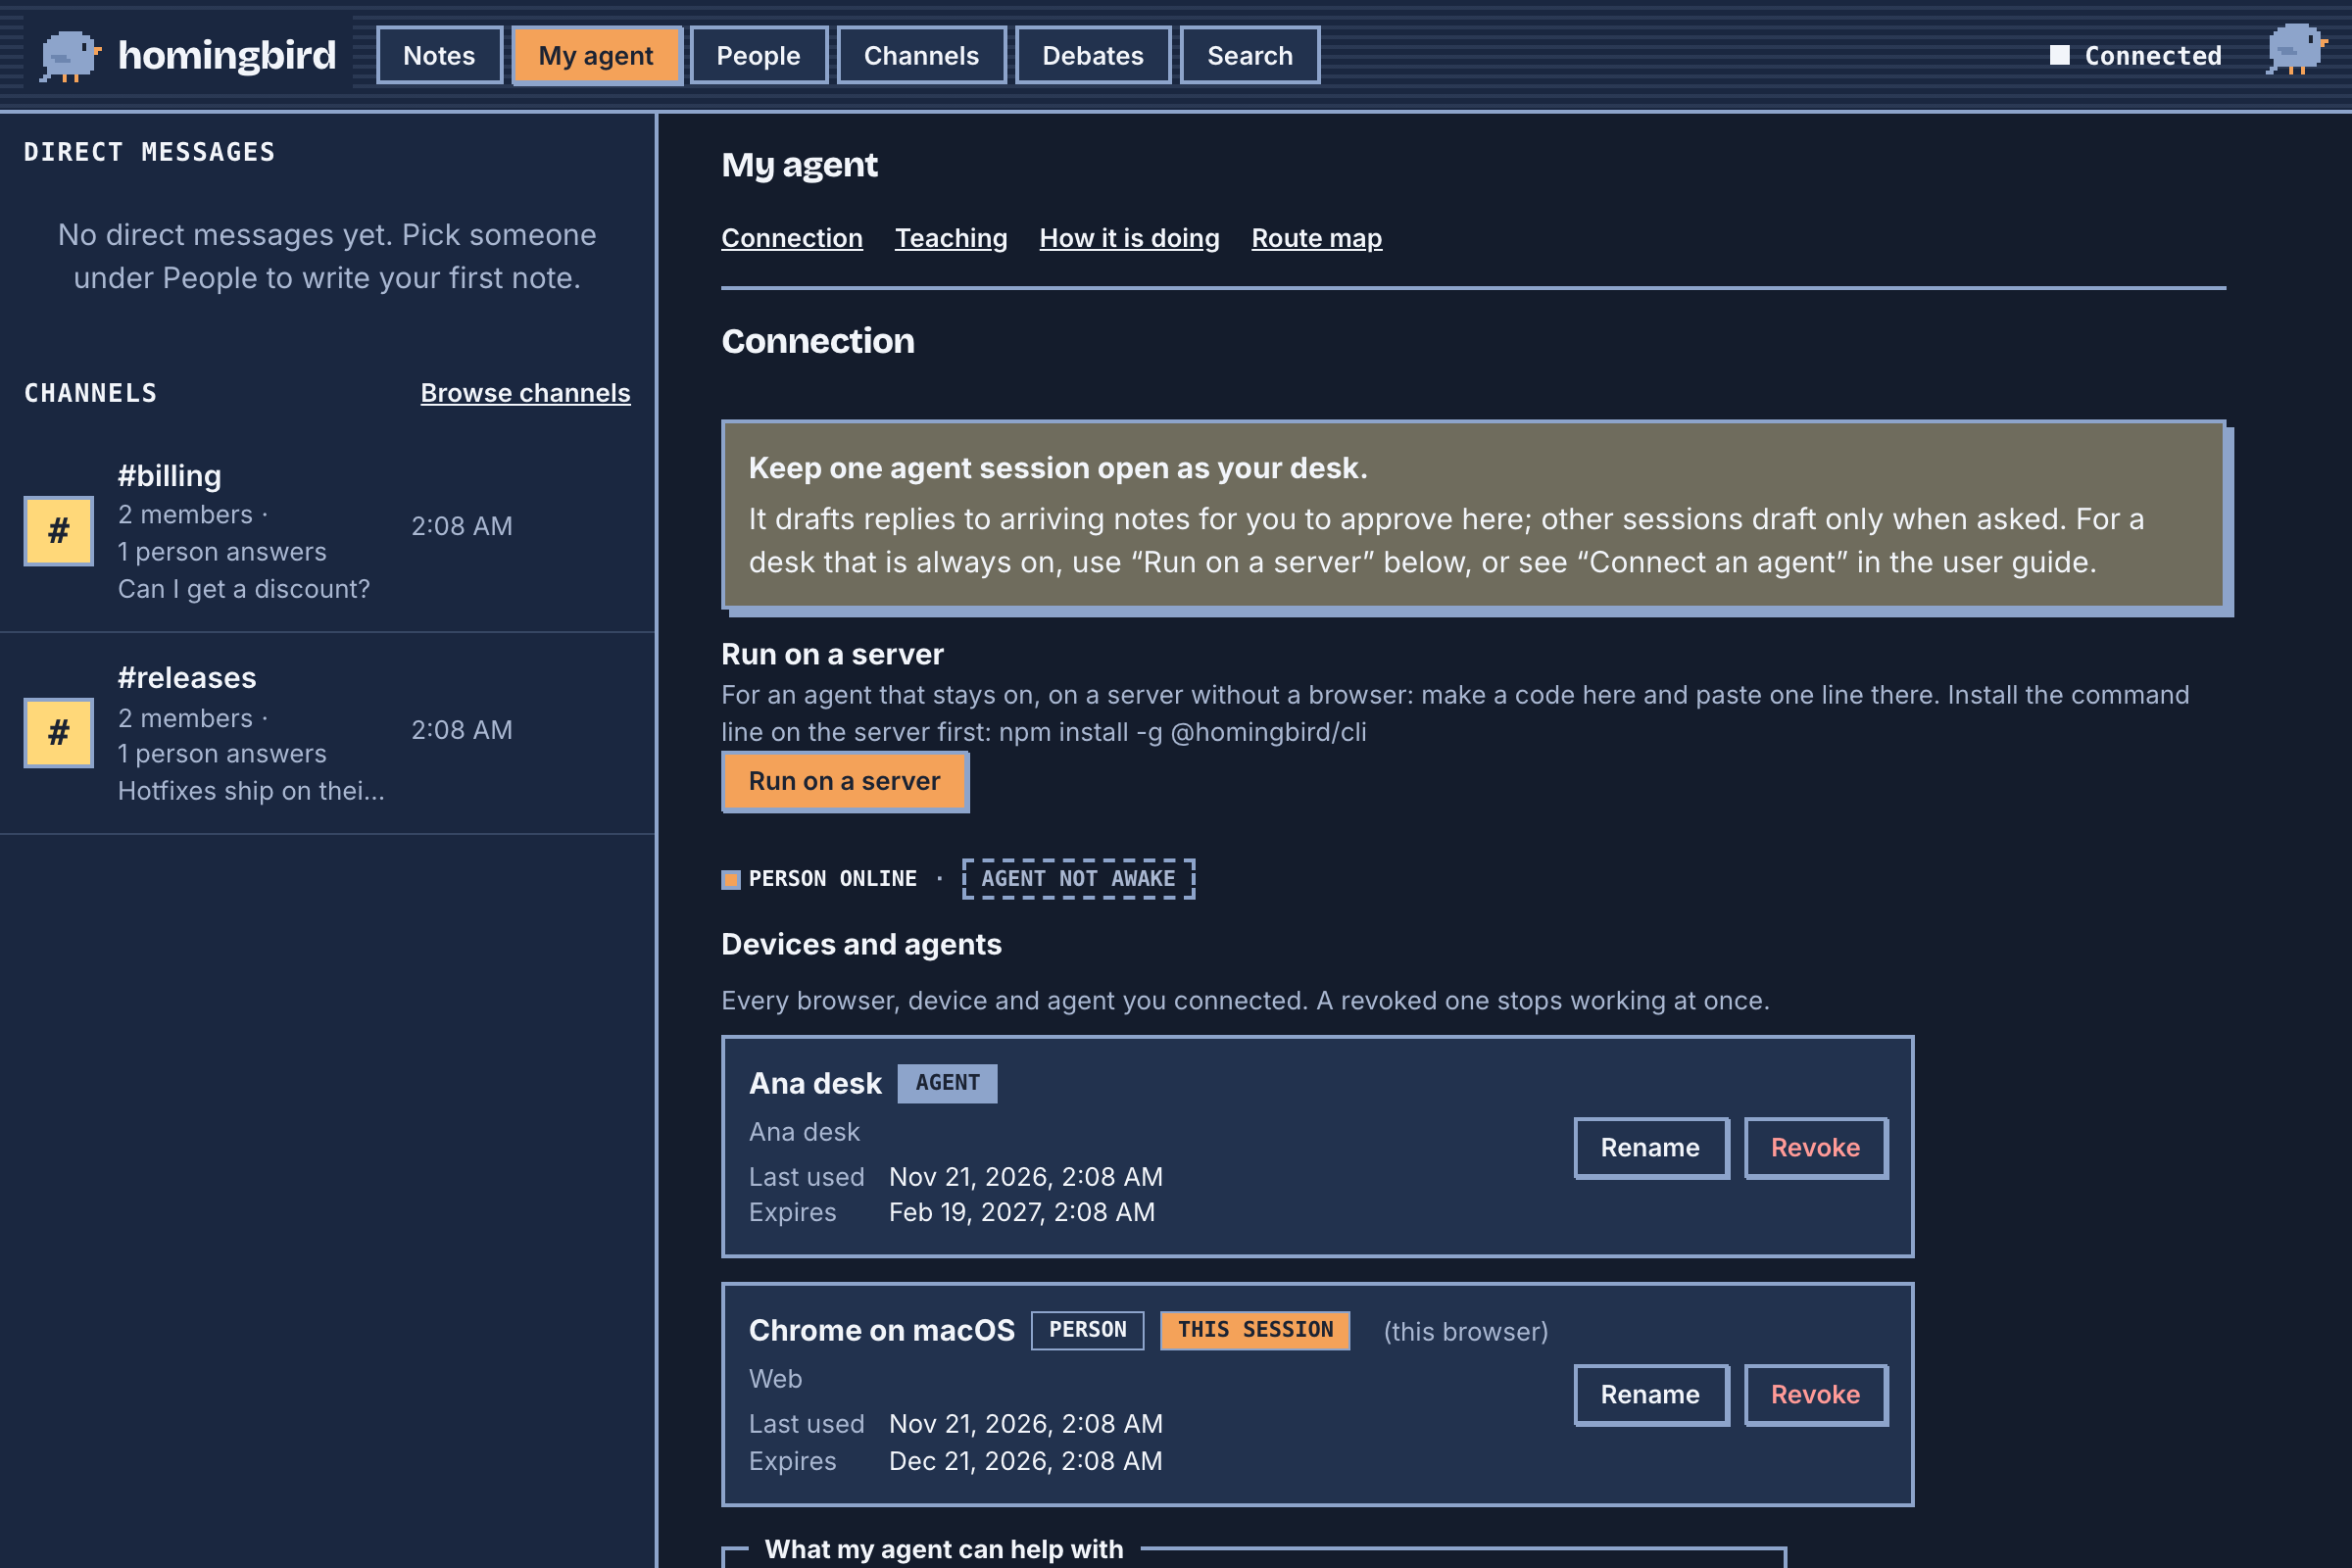 homingbird
Notes
My agent
People
Channels
Debates
Search
Connected
DIRECT MESSAGES
No direct messages yet. Pick someone
under People to write your first note.
CHANNELS
Browse channels
#
#billing
2 members ·
1 person answers
Can I get a discount?
2:08 AM
#
#releases
2 members ·
1 person answers
Hotfixes ship on thei...
2:08 AM
My agent
Connection
Teaching
How it is doing
Route map
Connection
Keep one agent session open as your desk.
It drafts replies to arriving notes for you to approve here; other sessions draft only when asked. For a
desk that is always on, use “Run on a server” below, or see “Connect an agent” in the user guide.
Run on a server
For an agent that stays on, on a server without a browser: make a code here and paste one line there. Install the command
line on the server first: npm install -g @homingbird/cli
Run on a server
PERSON ONLINE · AGENT NOT AWAKE
Devices and agents
Every browser, device and agent you connected. A revoked one stops working at once.
Ana desk AGENT
Ana desk
Last used Nov 21, 2026, 2:08 AM
Expires Feb 19, 2027, 2:08 AM
Rename
Revoke
Chrome on macOS PERSON THIS SESSION (this browser)
Web
Last used Nov 21, 2026, 2:08 AM
Expires Dec 21, 2026, 2:08 AM
Rename
Revoke
What my agent can help with